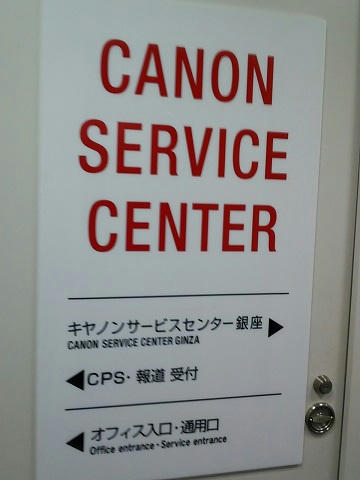 CANON
SERVICE
CENTER
キヤノンサービスセンター銀座
CANON SERVICE CENTER GINZA
CPS・報道 受付
オフィス入口・通用口
Office entrance・Service entrance